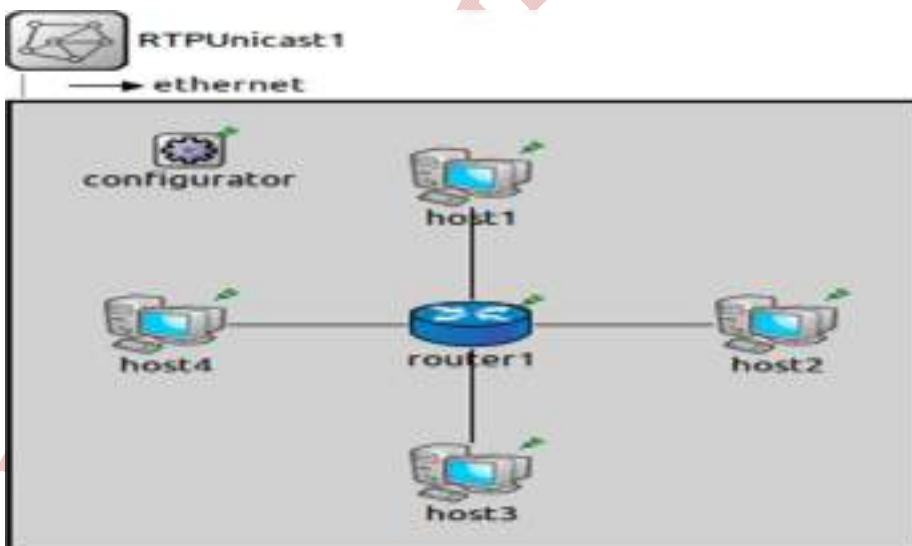 RTPUnicast1
ethernet
configurator
host1
host4
router1
host2
host3